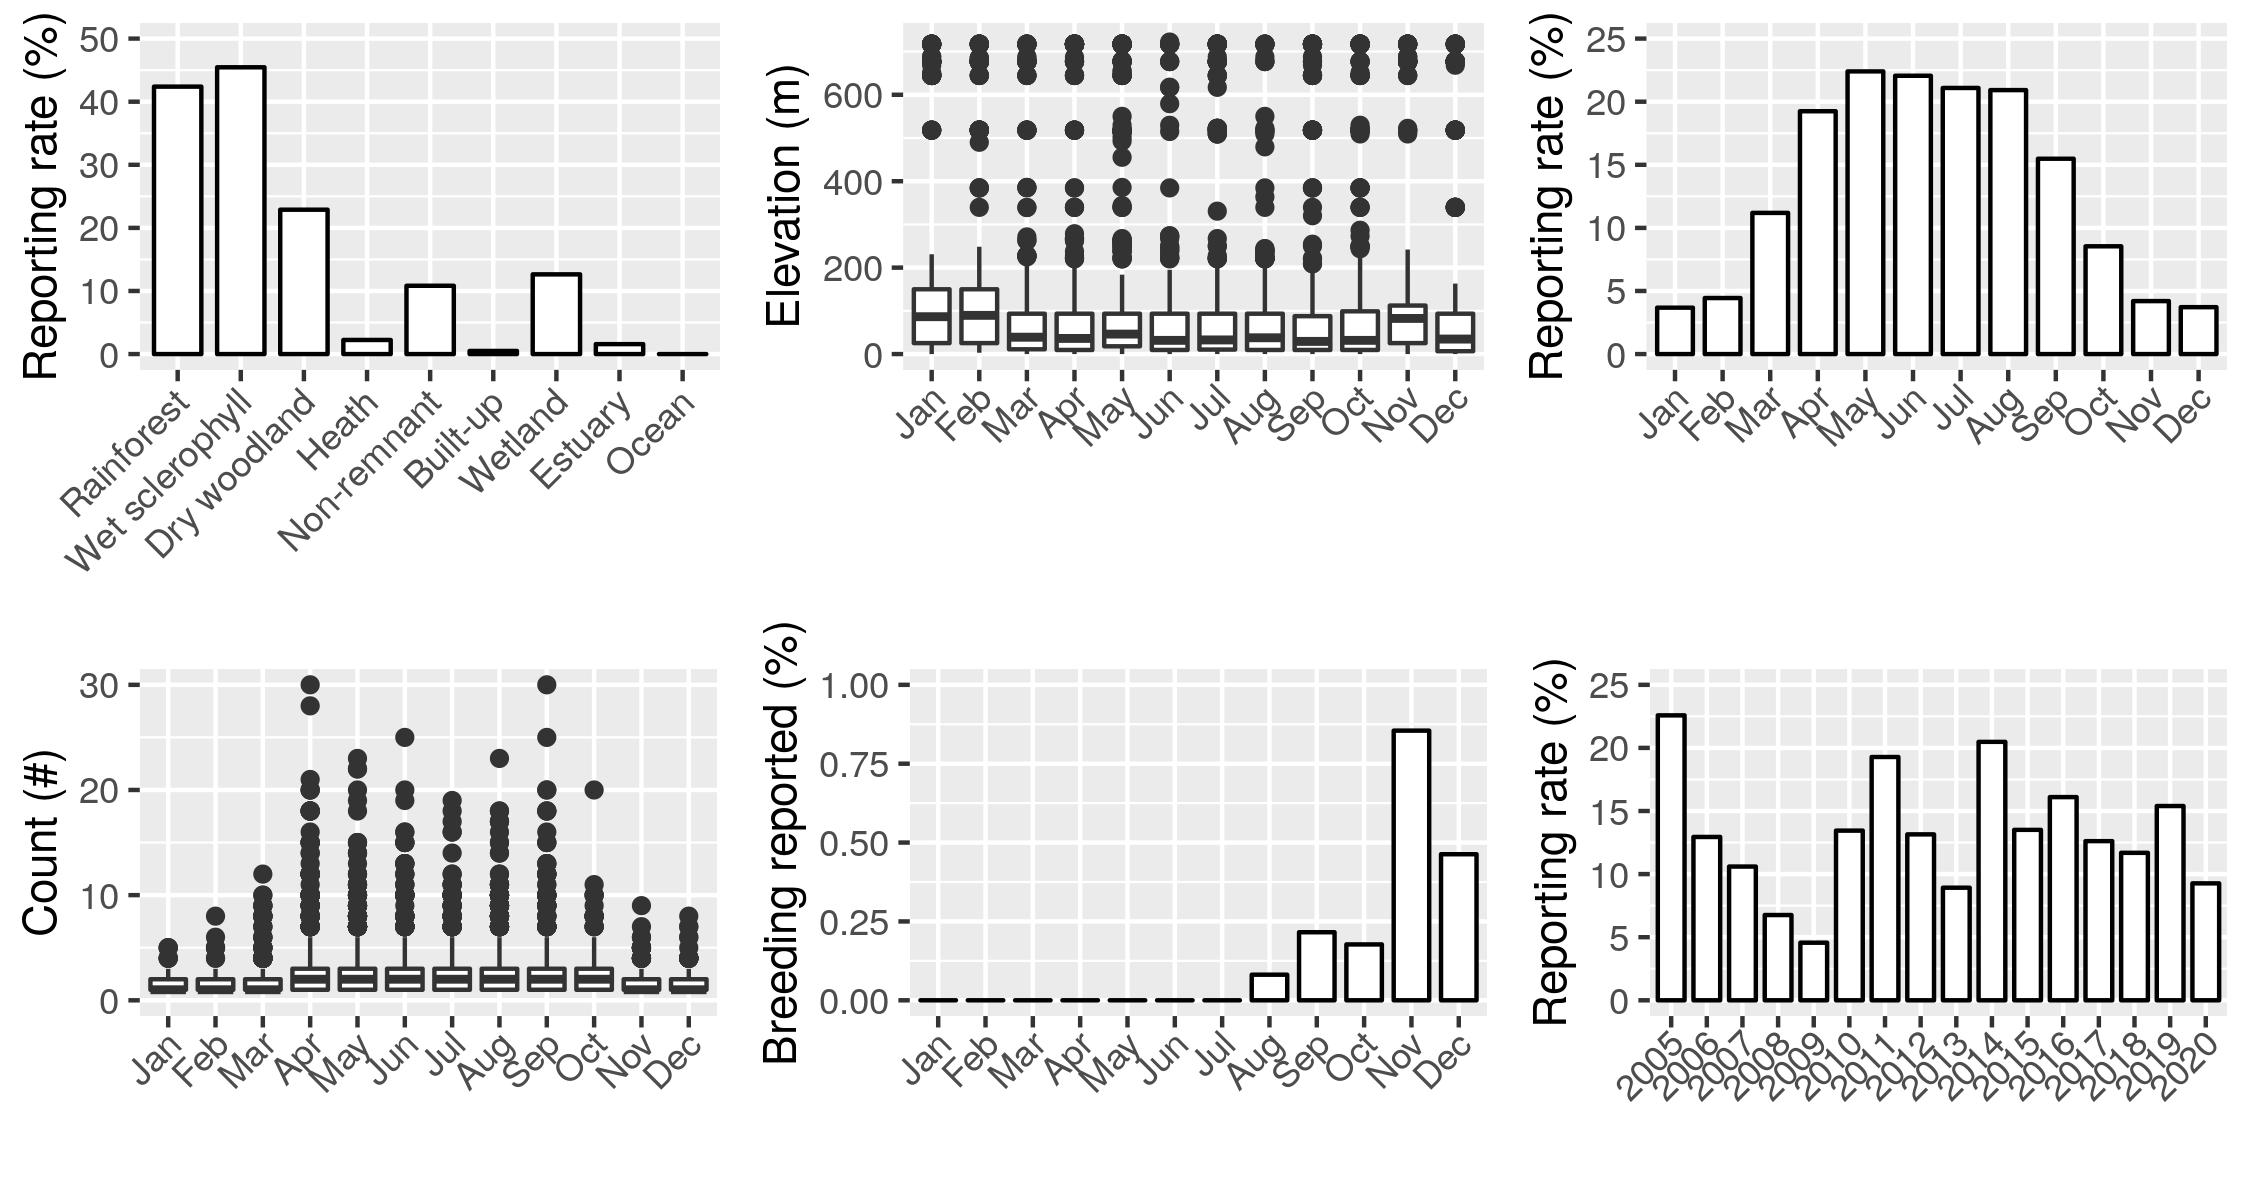 Reporting rate (%)
50
40
30
20
10
0
Rainforest
Wet sclerophyll
Dry woodland
Heath
Non-remnant
Built-up
Wetland
Estuary
Ocean
Elevation (m)
600
400
200
0
Jan
Feb
Mar
Apr
May
Jun
Jul
Aug
Sep
Oct
Nov
Dec
Reporting rate (%)
25
20
15
10
5
0
Jan
Feb
Mar
Apr
May
Jun
Jul
Aug
Sep
Oct
Nov
Dec
Count (#)
30
20
10
0
Jan
Feb
Mar
Apr
May
Jun
Jul
Aug
Sep
Oct
Nov
Dec
Breeding reported (%)
1.00
0.75
0.50
0.25
0.00
Jan
Feb
Mar
Apr
May
Jun
Jul
Aug
Sep
Oct
Nov
Dec
Reporting rate (%)
25
20
15
10
5
0
2005
2006
2007
2008
2009
2010
2011
2012
2013
2014
2015
2016
2017
2018
2019
2020